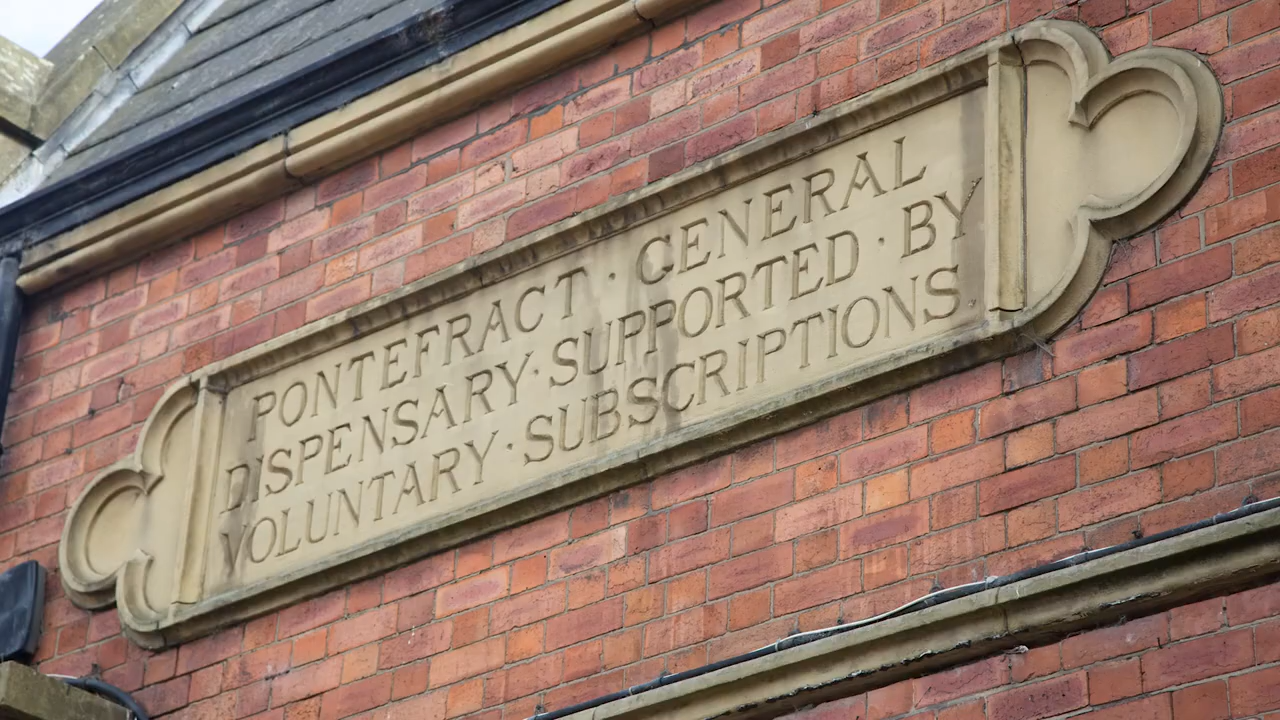 PONTEFRACT · GENERAL
DISPENSARY · SUPPORTED · BY
VOLUNTARY · SUBSCRIPTIONS.